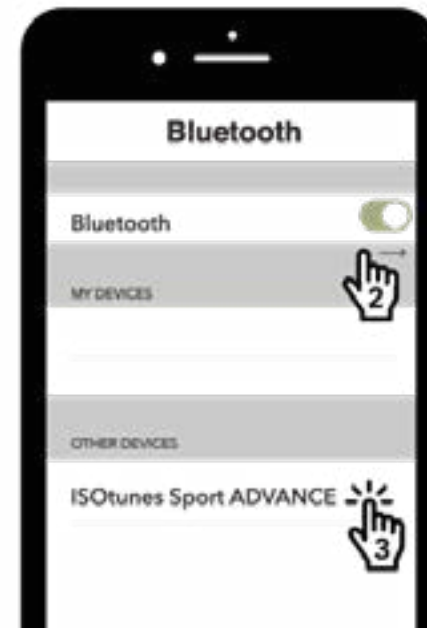 Bluetooth
Bluetooth
2
MY DEVICES
OTHER DEVICES
ISOtunes Sport ADVANCE
3